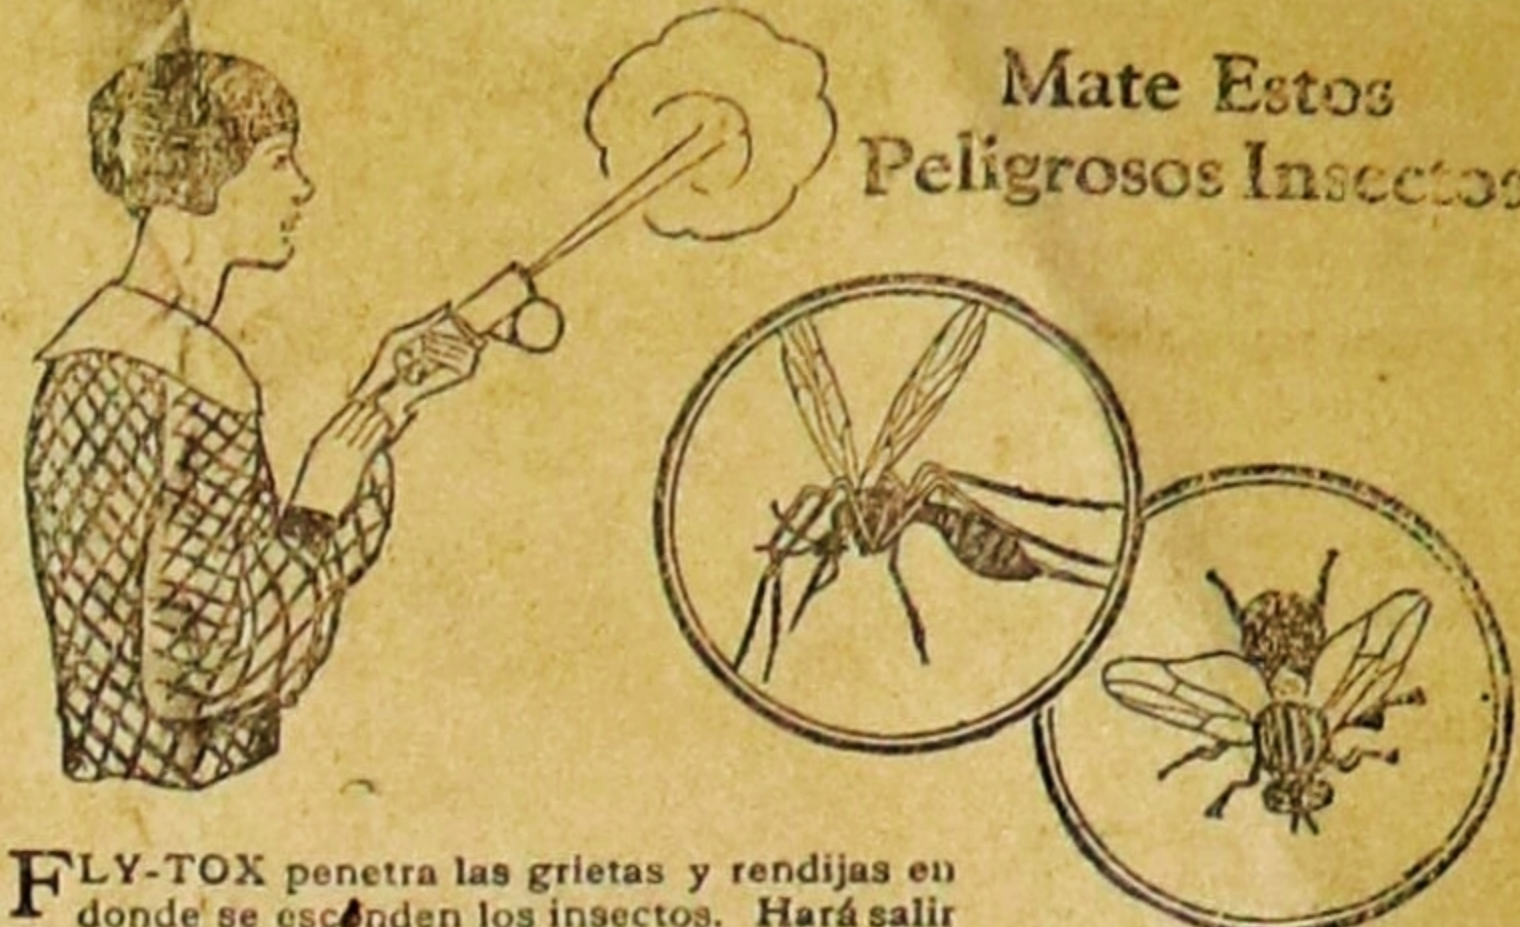 Mate Estos
Peligrosos Insectos
FLY-TOX penetra las grietas y rendijas en
donde se esconden los insectos. Hará salir